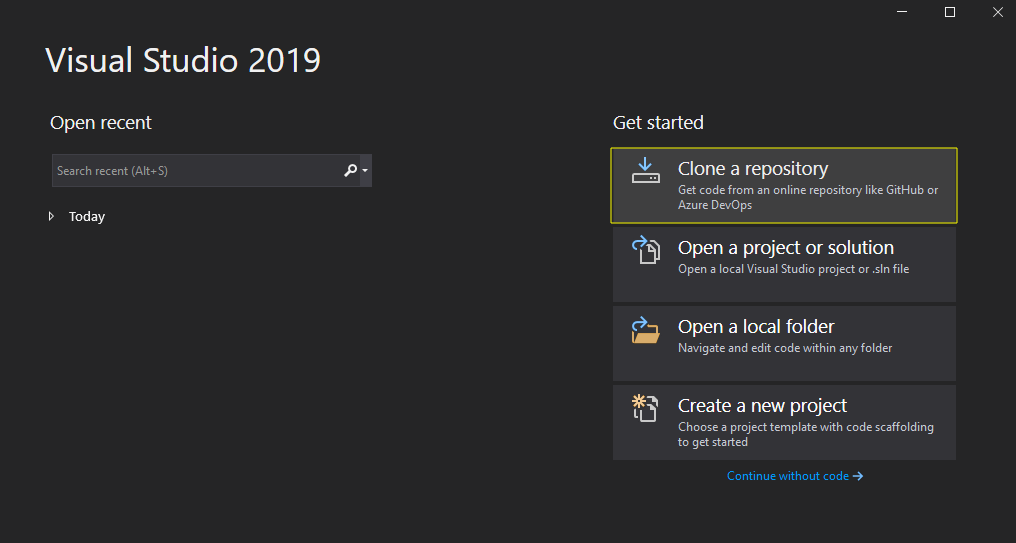 Visual Studio 2019
Open recent
Search recent (Alt+S)
Today
Get started
Clone a repository
Get code from an online repository like GitHub or
Azure DevOps
Open a project or solution
Open a local Visual Studio project or .sln file
Open a local folder
Navigate and edit code within any folder
Create a new project
Choose a project template with code scaffolding
to get started
Continue without code →